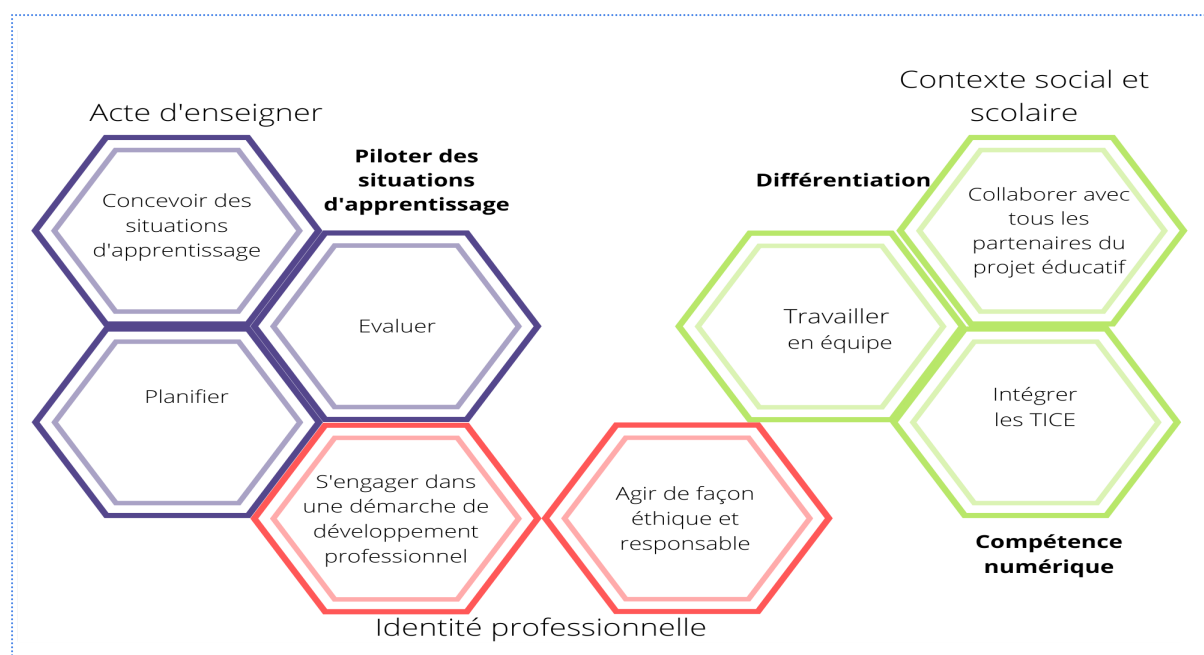 Acte d'enseigner
Concevoir des
situations
d'apprentissage
Piloter des
situations
d'apprentissage
Evaluer
Planifier
S'engager dans
une démarche de
développement
professionnel
Agir de façon
éthique et
responsable
Identité professionnelle
Contexte social et
scolaire
Différentiation
Collaborer avec
tous les
partenaires du
projet éducatif
Travailler
en équipe
Intégrer
les TICE
Compétence
numérique